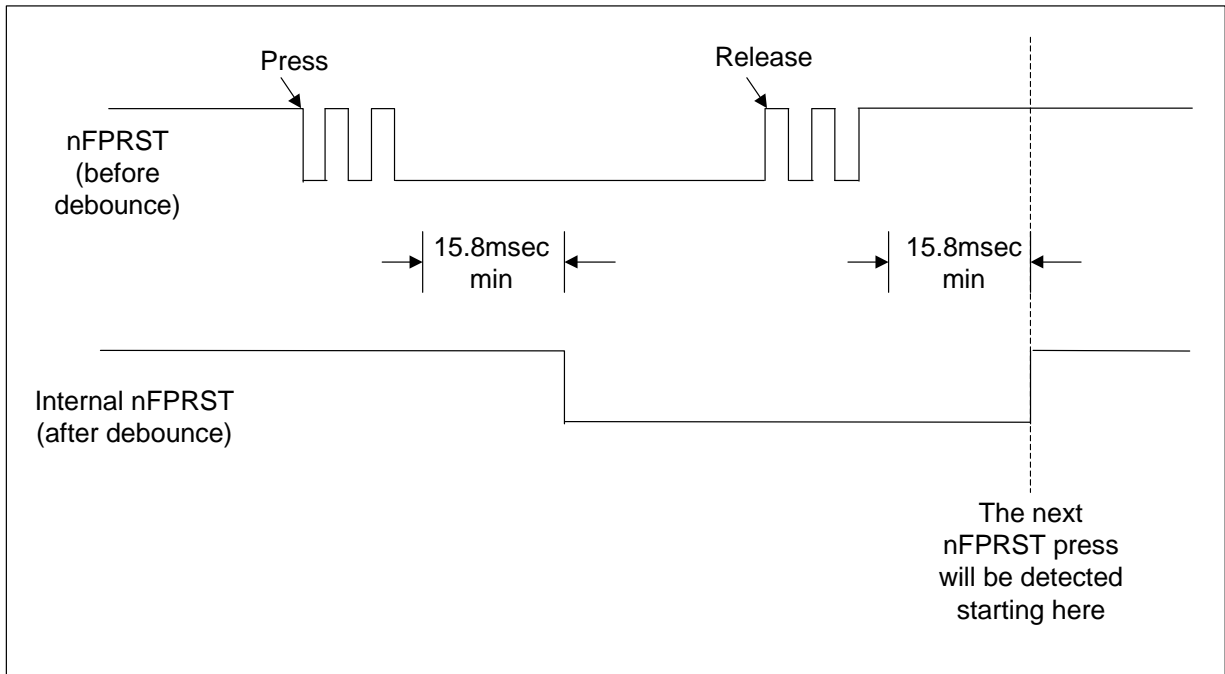 Press
Release
nFPRST
(before
debounce)
15.8msec
min
15.8msec
min
Internal nFPRST
(after debounce)
The next
nFPRST press
will be detected
starting here